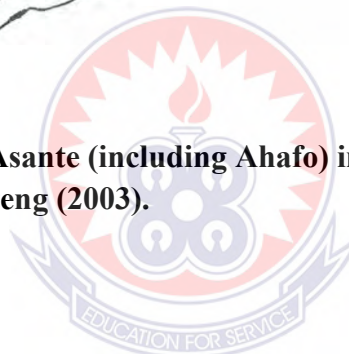 Asante (including Ahafo) in
eng (2003).
EDUCATION FOR SERVICE